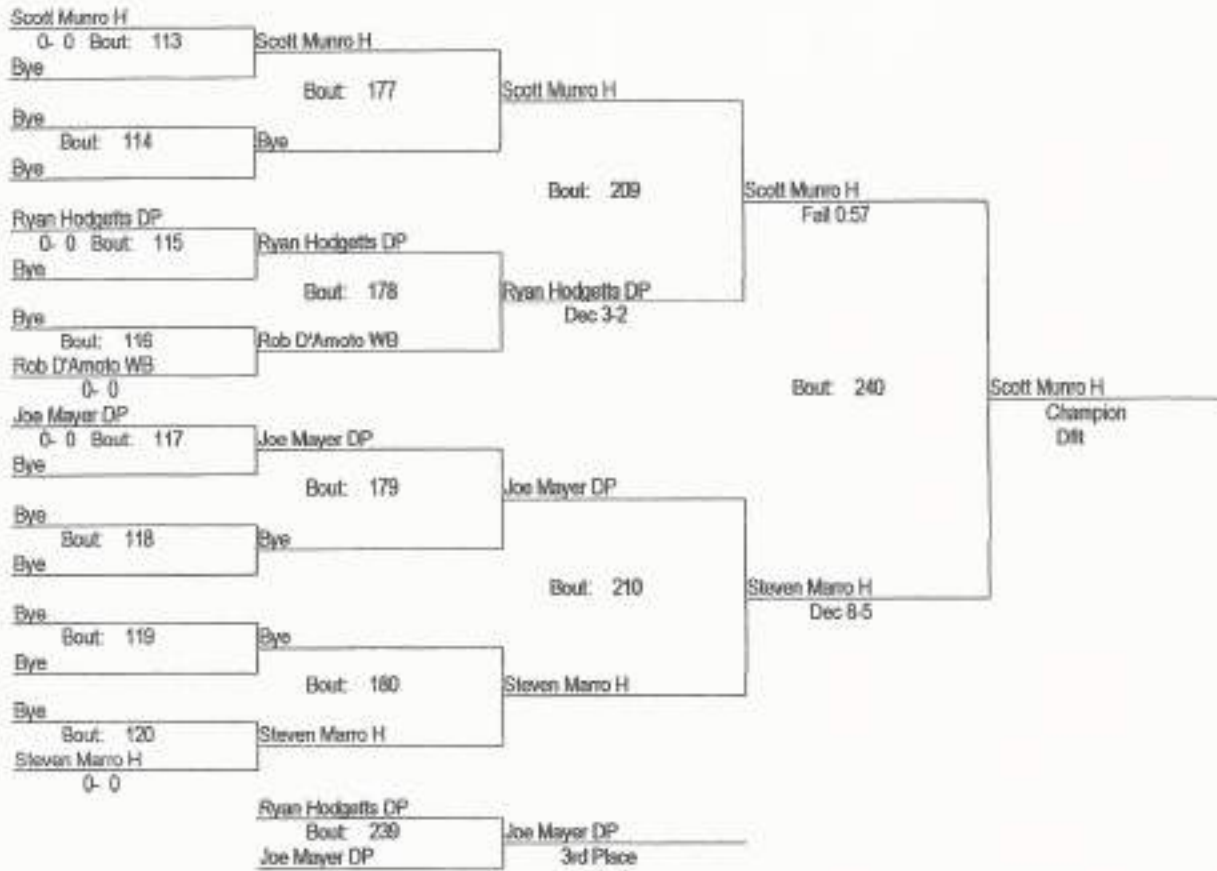 Scott Munro H
0- 0 Bout: 113
Scott Munro H
Bye
Bout: 177
Scott Munro H
Bye
Bout: 114
Bye
Bye
Bout: 209
Scott Munro H
Fall 0:57
Ryan Hodgetts DP
0- 0 Bout: 115
Ryan Hodgetts DP
Bye
Bout: 178
Ryan Hodgetts DP
Dec 3-2
Bye
Bout: 116
Rob D'Amoto WB
Rob D'Amoto WB
0- 0
Bout: 240
Scott Munro H
Champion
Dflt
Joe Mayer DP
0- 0 Bout: 117
Joe Mayer DP
Bye
Bout: 179
Joe Mayer DP
Bye
Bout: 118
Bye
Bye
Bout: 210
Steven Marro H
Dec 8-5
Bye
Bout: 119
Bye
Bye
Bout: 180
Steven Marro H
Bye
Bout: 120
Steven Marro H
Steven Marro H
0- 0
Ryan Hodgetts DP
Bout: 239
Joe Mayer DP
Joe Mayer DP
3rd Place